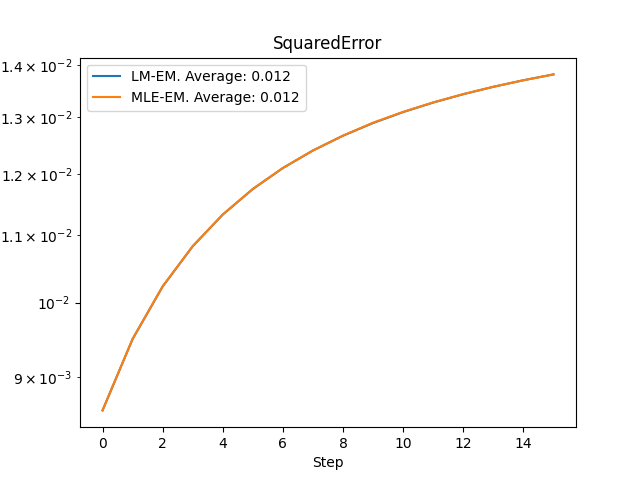 SquaredError
1.4 × 10⁻²
1.3 × 10⁻²
1.2 × 10⁻²
1.1 × 10⁻²
10⁻²
9 × 10⁻³
LM-EM. Average: 0.012
MLE-EM. Average: 0.012
0 2 4 6 8 10 12 14
Step